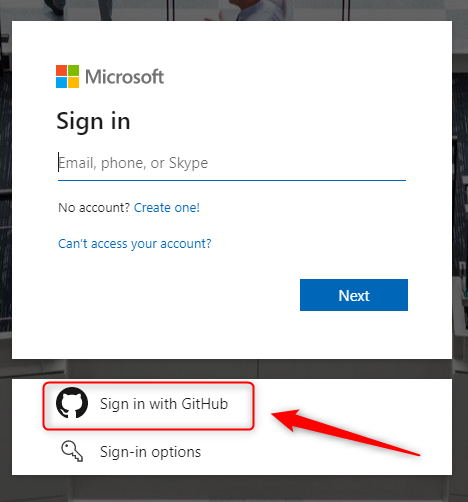 Microsoft
Sign in
Email, phone, or Skype
No account? Create one!
Can't access your account?
Next
Sign in with GitHub
Sign-in options